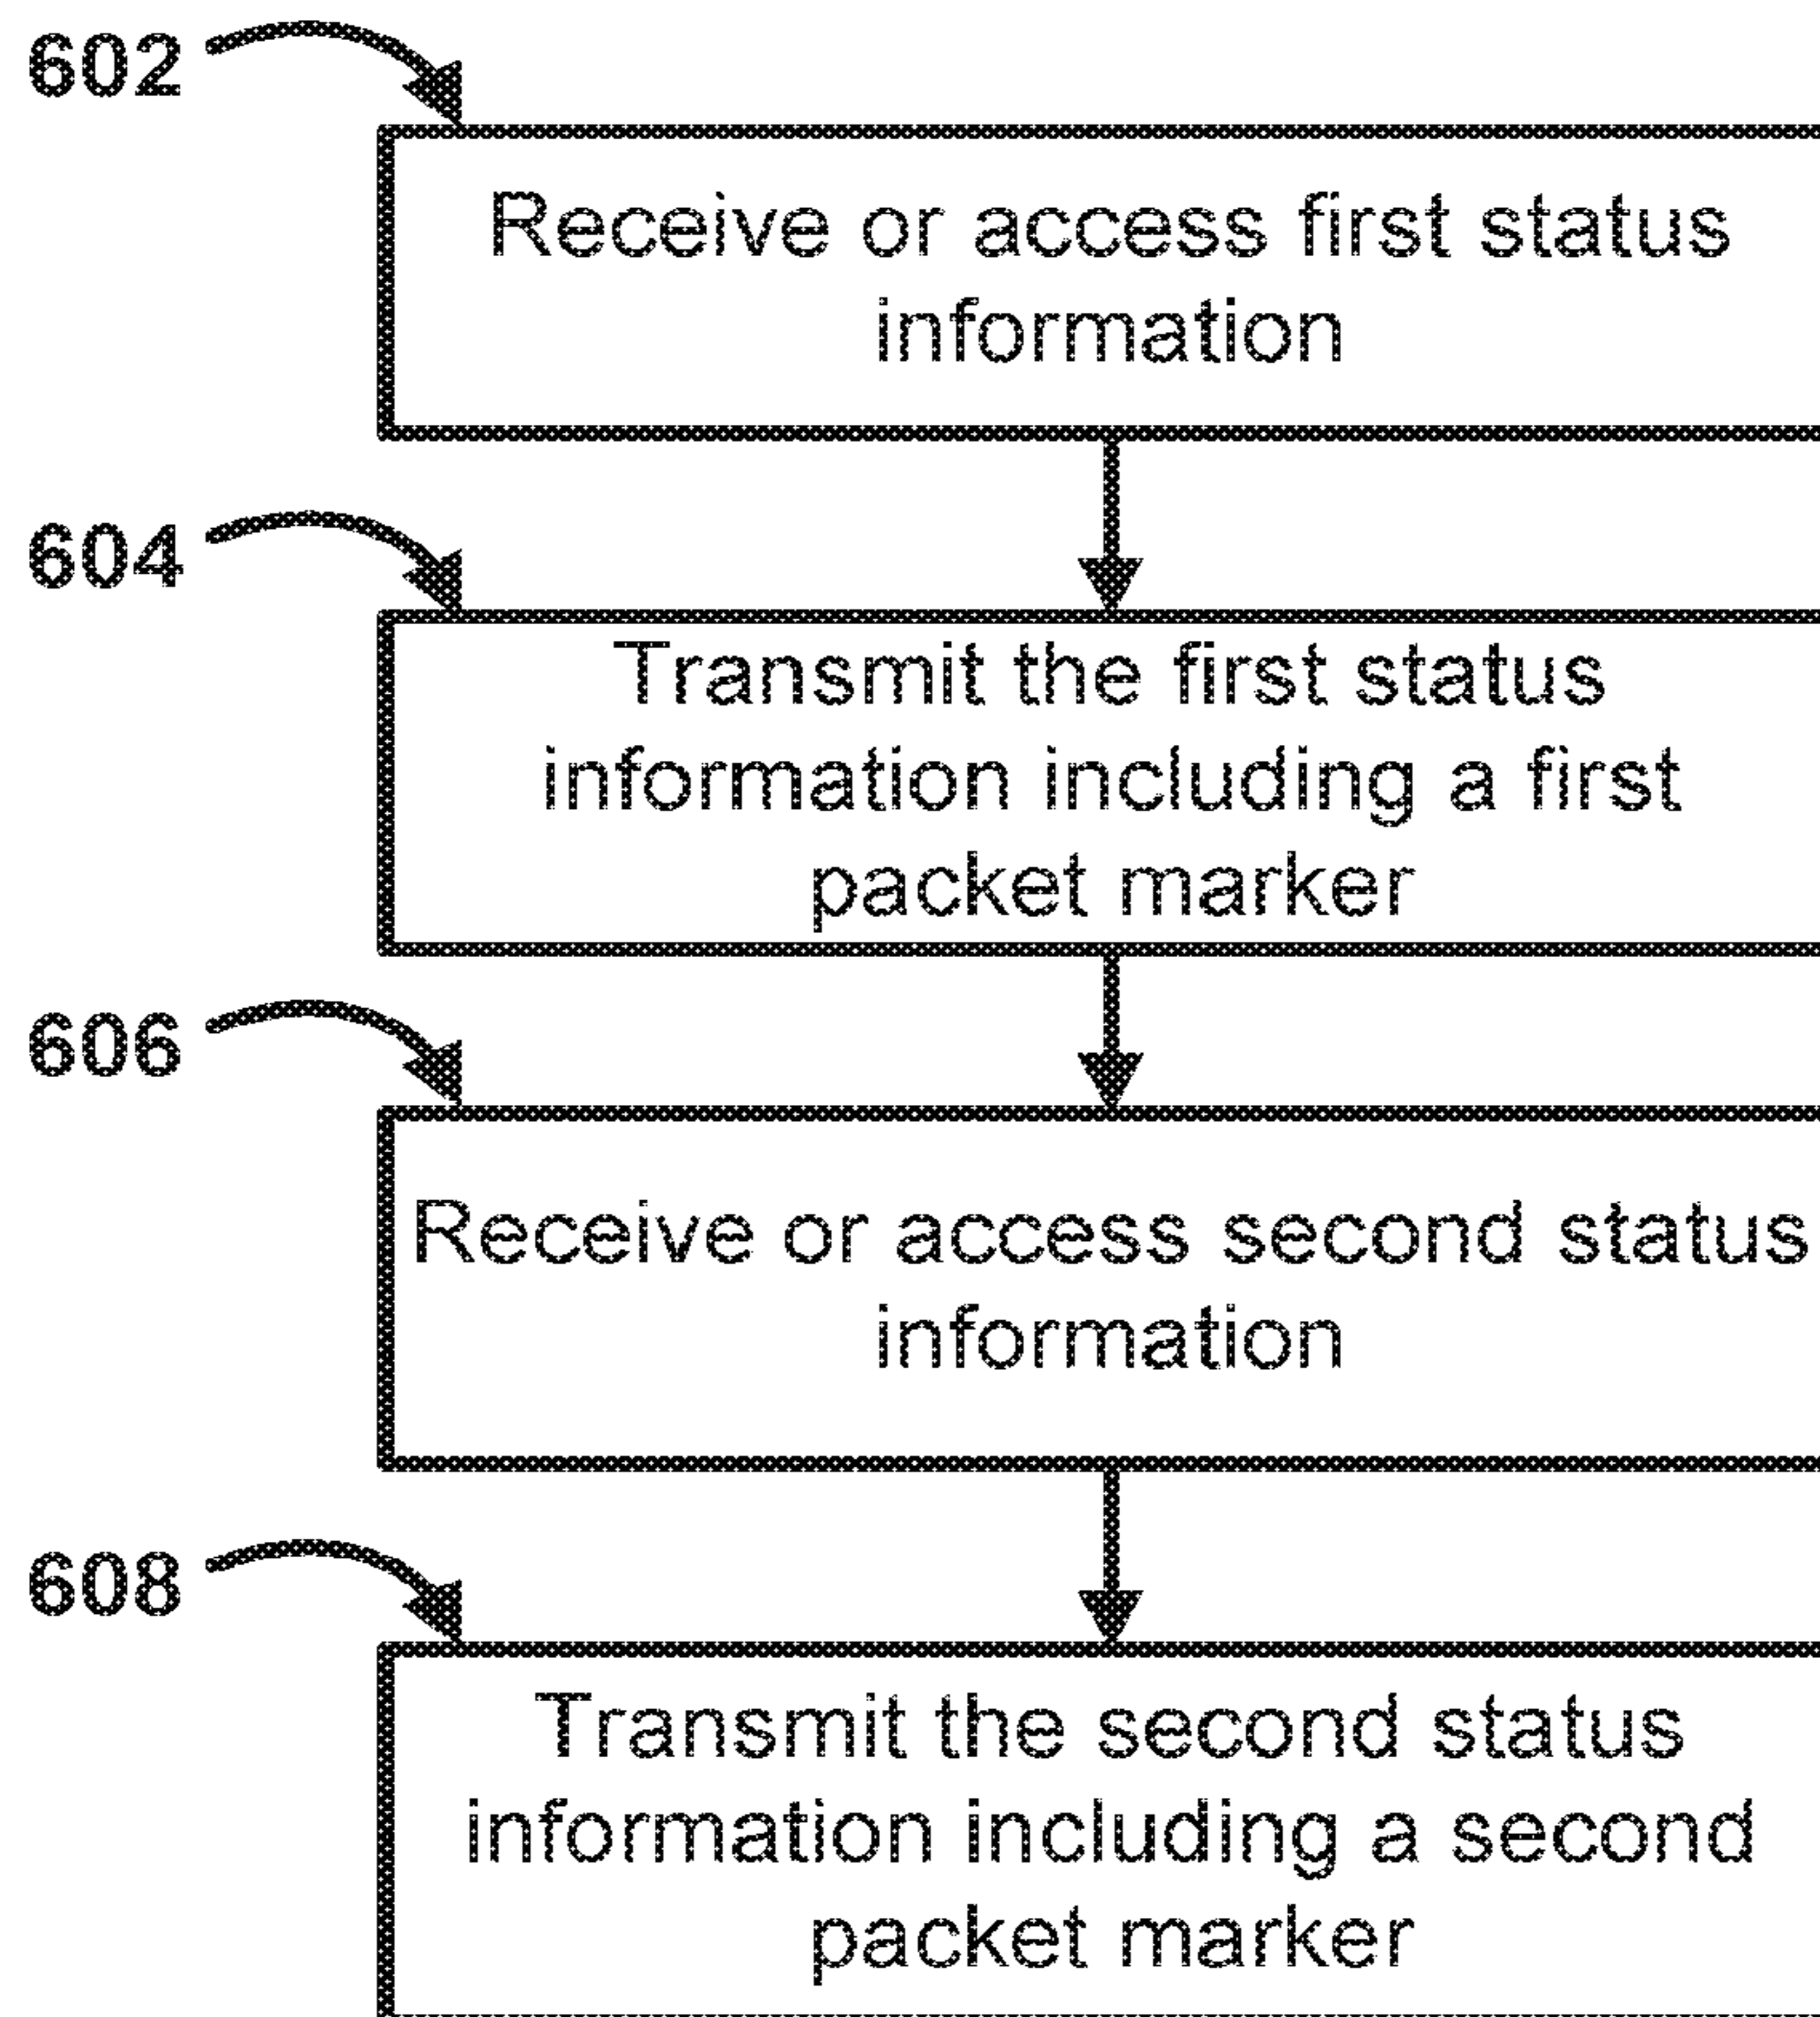 602
Receive or access first status
information
604
Transmit the first status
information including a first
packet marker
606
Receive or access second status
information
608
Transmit the second status
information including a second
packet marker